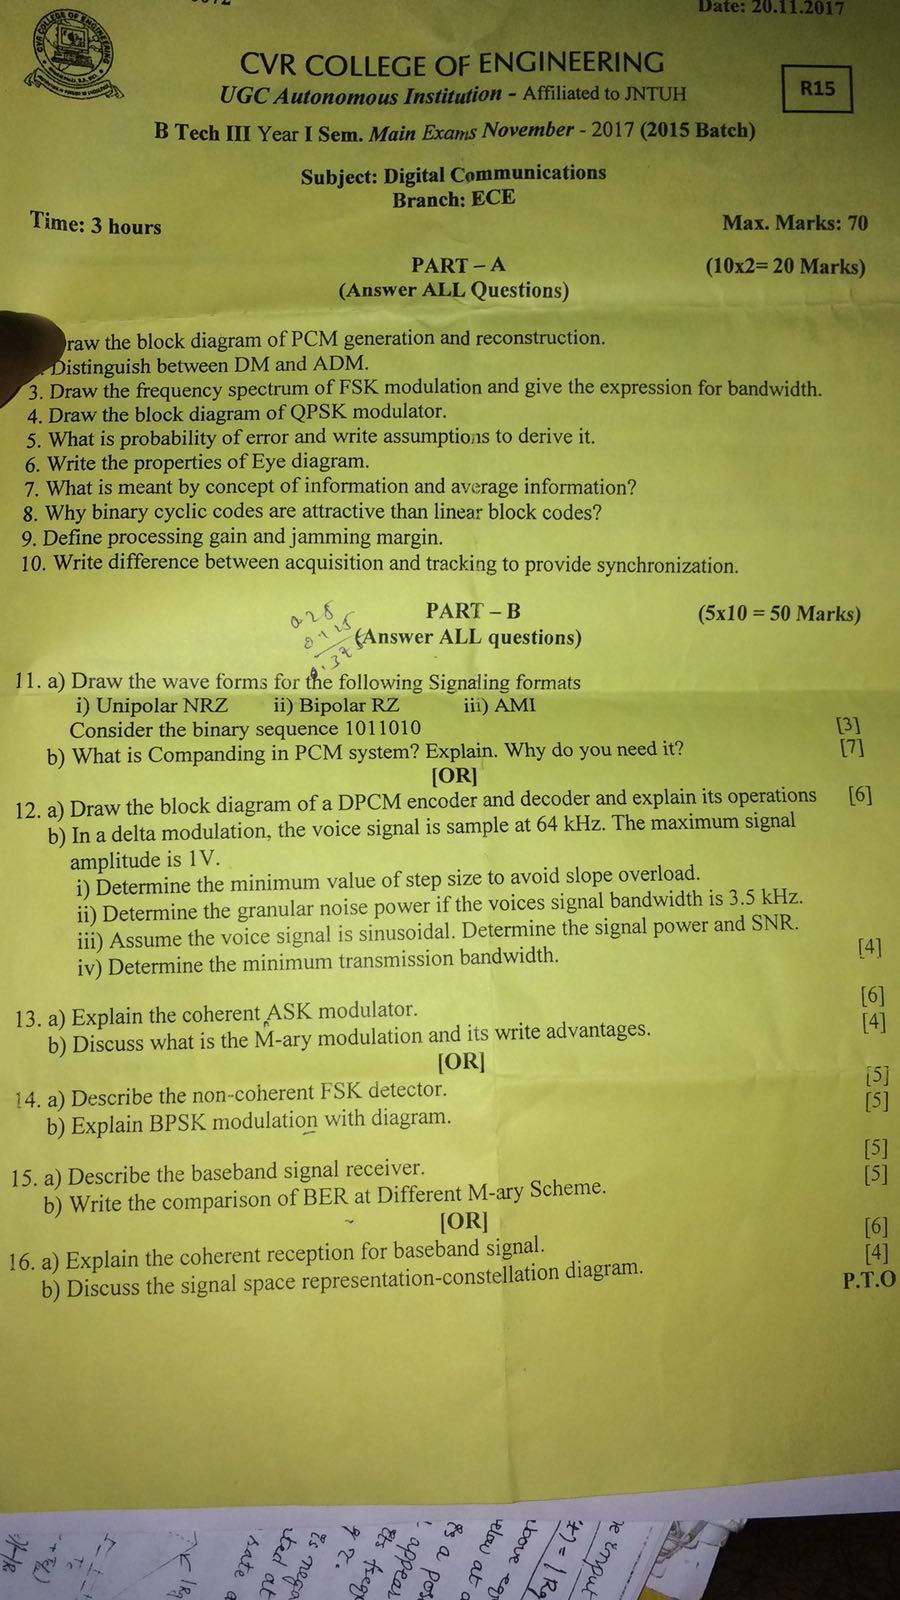 Date: 20.11.2017
CVR COLLEGE OF ENGINEERING
UGC Autonomous Institution - Affiliated to JNTUH
R15
B Tech III Year I Sem. Main Exams November - 2017 (2015 Batch)
Subject: Digital Communications
Branch: ECE
Time: 3 hours
Max. Marks: 70
PART – A
(10x2= 20 Marks)
(Answer ALL Questions)
raw the block diagram of PCM generation and reconstruction.
Distinguish between DM and ADM.
3. Draw the frequency spectrum of FSK modulation and give the expression for bandwidth.
4. Draw the block diagram of QPSK modulator.
5. What is probability of error and write assumptions to derive it.
6. Write the properties of Eye diagram.
7. What is meant by concept of information and average information?
8. Why binary cyclic codes are attractive than linear block codes?
9. Define processing gain and jamming margin.
10. Write difference between acquisition and tracking to provide synchronization.
PART – B
(5x10 = 50 Marks)
(Answer ALL questions)
11. a) Draw the wave forms for the following Signaling formats
i) Unipolar NRZ ii) Bipolar RZ iii) AMI
Consider the binary sequence 1011010 [3]
b) What is Companding in PCM system? Explain. Why do you need it? [7]
[OR]
12. a) Draw the block diagram of a DPCM encoder and decoder and explain its operations [6]
b) In a delta modulation, the voice signal is sample at 64 kHz. The maximum signal
amplitude is 1V.
i) Determine the minimum value of step size to avoid slope overload.
ii) Determine the granular noise power if the voices signal bandwidth is 3.5 kHz.
iii) Assume the voice signal is sinusoidal. Determine the signal power and SNR.
iv) Determine the minimum transmission bandwidth. [4]
13. a) Explain the coherent ASK modulator. [6]
b) Discuss what is the M-ary modulation and its write advantages. [4]
[OR]
14. a) Describe the non-coherent FSK detector. [5]
b) Explain BPSK modulation with diagram. [5]
15. a) Describe the baseband signal receiver. [5]
b) Write the comparison of BER at Different M-ary Scheme. [5]
[OR]
16. a) Explain the coherent reception for baseband signal. [6]
b) Discuss the signal space representation-constellation diagram. [4]
P.T.O